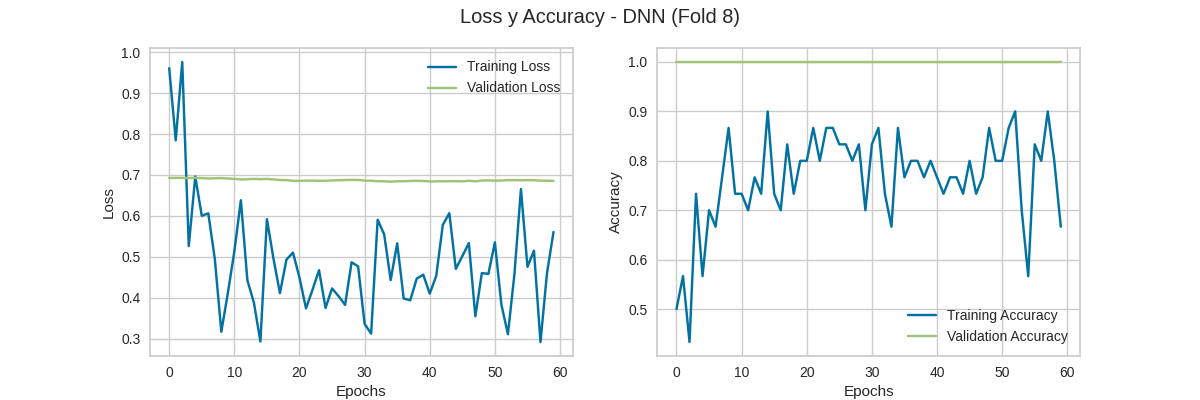 Loss y Accuracy - DNN (Fold 8)
1.0
0.9
0.8
0.7
0.6
0.5
0.4
0.3
Loss
0 10 20 30 40 50 60
Epochs
Training Loss
Validation Loss
1.0
0.9
0.8
0.7
0.6
0.5
Accuracy
0 10 20 30 40 50 60
Epochs
Training Accuracy
Validation Accuracy